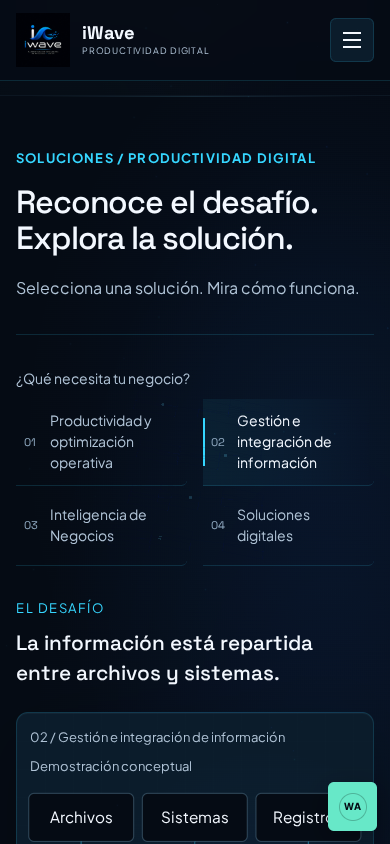 iWave
iWave
PRODUCTIVIDAD DIGITAL
SOLUCIONES / PRODUCTIVIDAD DIGITAL
Reconoce el desafío.
Explora la solución.
Selecciona una solución. Mira cómo funciona.
¿Qué necesita tu negocio?
01
Productividad y
optimización
operativa
02
Gestión e
integración de
información
03
Inteligencia de
Negocios
04
Soluciones
digitales
EL DESAFÍO
La información está repartida
entre archivos y sistemas.
02 / Gestión e integración de información
Demostración conceptual
Archivos
Sistemas
WA